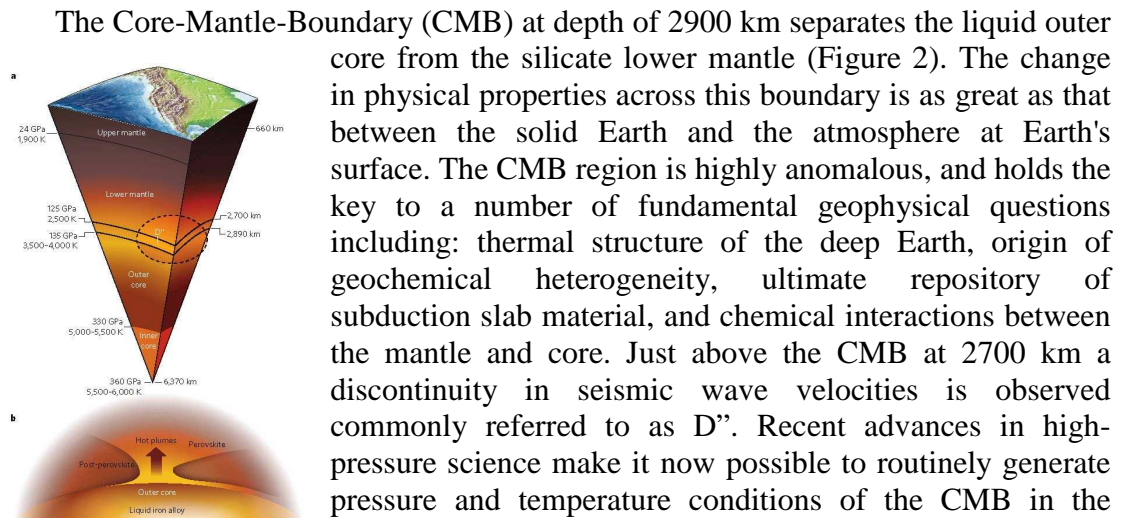 The Core-Mantle-Boundary (CMB) at depth of 2900 km separates the liquid outer
core from the silicate lower mantle (Figure 2). The change
in physical properties across this boundary is as great as that
between the solid Earth and the atmosphere at Earth's
surface. The CMB region is highly anomalous, and holds the
key to a number of fundamental geophysical questions
including: thermal structure of the deep Earth, origin of
geochemical heterogeneity, ultimate repository of
subduction slab material, and chemical interactions between
the mantle and core. Just above the CMB at 2700 km a
discontinuity in seismic wave velocities is observed
commonly referred to as D”. Recent advances in high-
pressure science make it now possible to routinely generate
pressure and temperature conditions of the CMB in the
a
24 GPa
1,900 K
Upper mantle
660 km
Lower mantle
125 GPa
2,500 K
2,700 km
135 GPa
3,500–4,000 K
D"
2,890 km
Outer
core
330 GPa
5,000–5,500 K
Inner
core
360 GPa
5,500–6,000 K
6,370 km
b
Hot plumes
Perovskite
Post-perovskite
Outer core
Liquid iron alloy